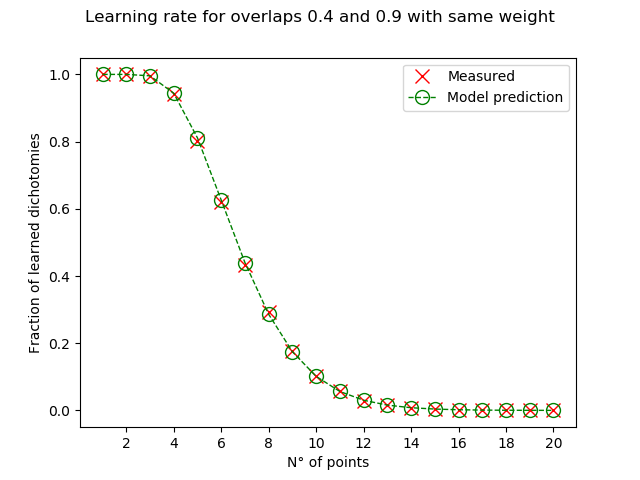 Learning rate for overlaps 0.4 and 0.9 with same weight
Measured
Model prediction
Fraction of learned dichotomies
1.0
0.8
0.6
0.4
0.2
0.0
2 4 6 8 10 12 14 16 18 20
N° of points